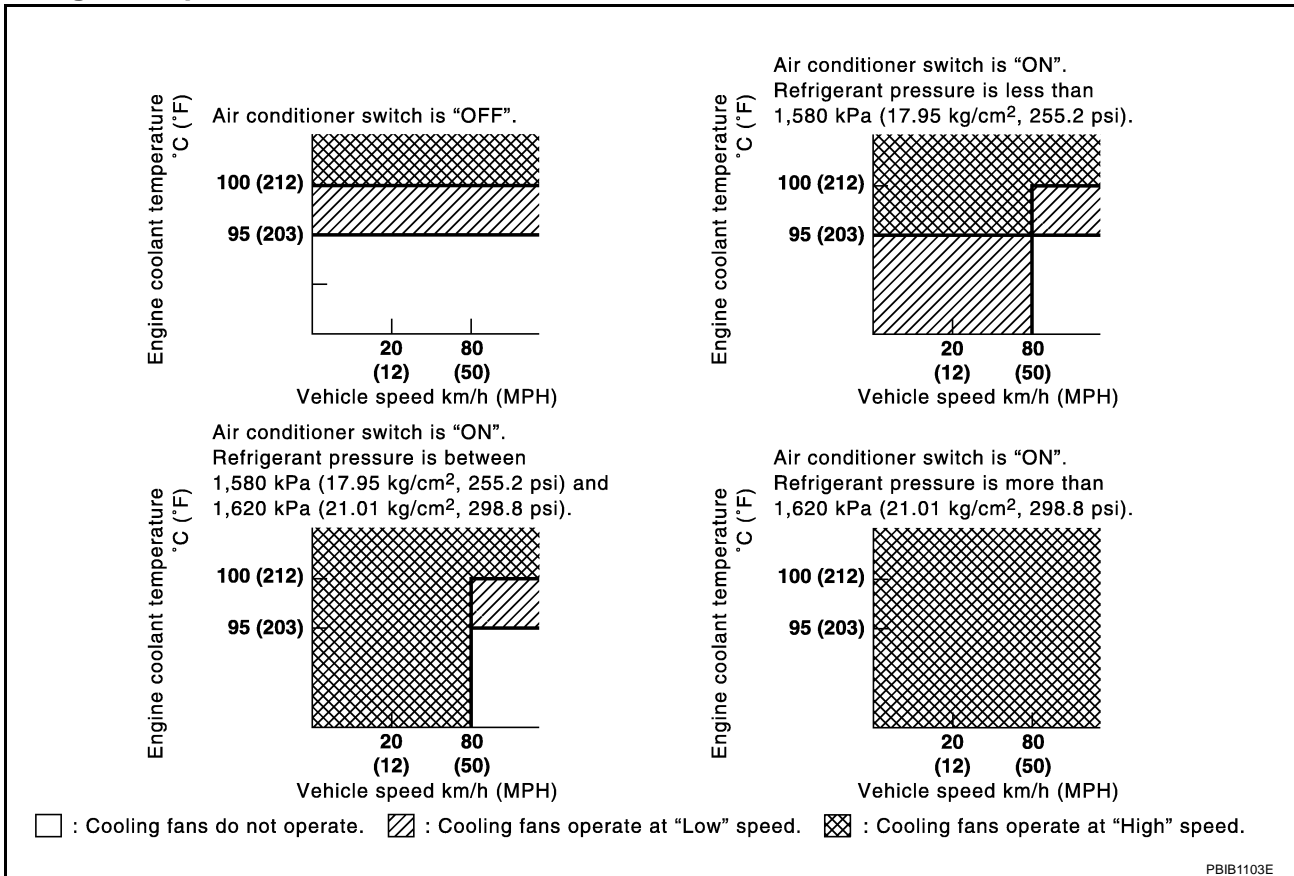 Air conditioner switch is “OFF”.
Engine coolant temperature
°C (°F)
100 (212)
95 (203)
20
(12)
80
(50)
Vehicle speed km/h (MPH)
Air conditioner switch is “ON”.
Refrigerant pressure is less than
1,580 kPa (17.95 kg/cm², 255.2 psi).
Engine coolant temperature
°C (°F)
100 (212)
95 (203)
20
(12)
80
(50)
Vehicle speed km/h (MPH)
Air conditioner switch is “ON”.
Refrigerant pressure is between
1,580 kPa (17.95 kg/cm², 255.2 psi) and
1,620 kPa (21.01 kg/cm², 298.8 psi).
Engine coolant temperature
°C (°F)
100 (212)
95 (203)
20
(12)
80
(50)
Vehicle speed km/h (MPH)
Air conditioner switch is “ON”.
Refrigerant pressure is more than
1,620 kPa (21.01 kg/cm², 298.8 psi).
Engine coolant temperature
°C (°F)
100 (212)
95 (203)
20
(12)
80
(50)
Vehicle speed km/h (MPH)
: Cooling fans do not operate. : Cooling fans operate at “Low” speed. : Cooling fans operate at “High” speed.
PBIB1103E